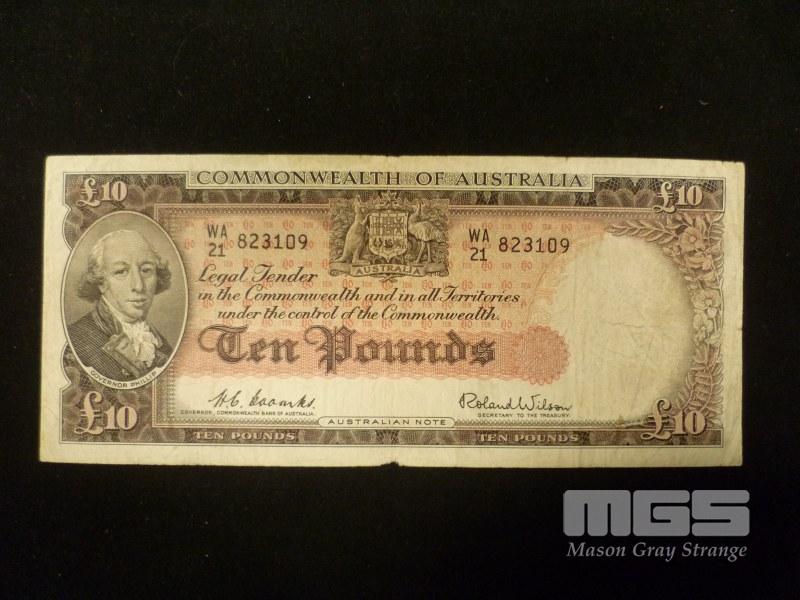 COMMONWEALTH OF AUSTRALIA
£10
£10
WA
21 823109
WA
21 823109
AUSTRALIA
Legal Tender
in the Commonwealth and in all Territories
under the control of the Commonwealth.
Ten Pounds
GOVERNOR PHILLIP
H.C. Coombs.
Roland Wilson
GOVERNOR, COMMONWEALTH BANK OF AUSTRALIA.
SECRETARY TO THE TREASURY
£10
AUSTRALIAN NOTE
£10
TEN POUNDS
TEN POUNDS
MGS
Mason Gray Strange